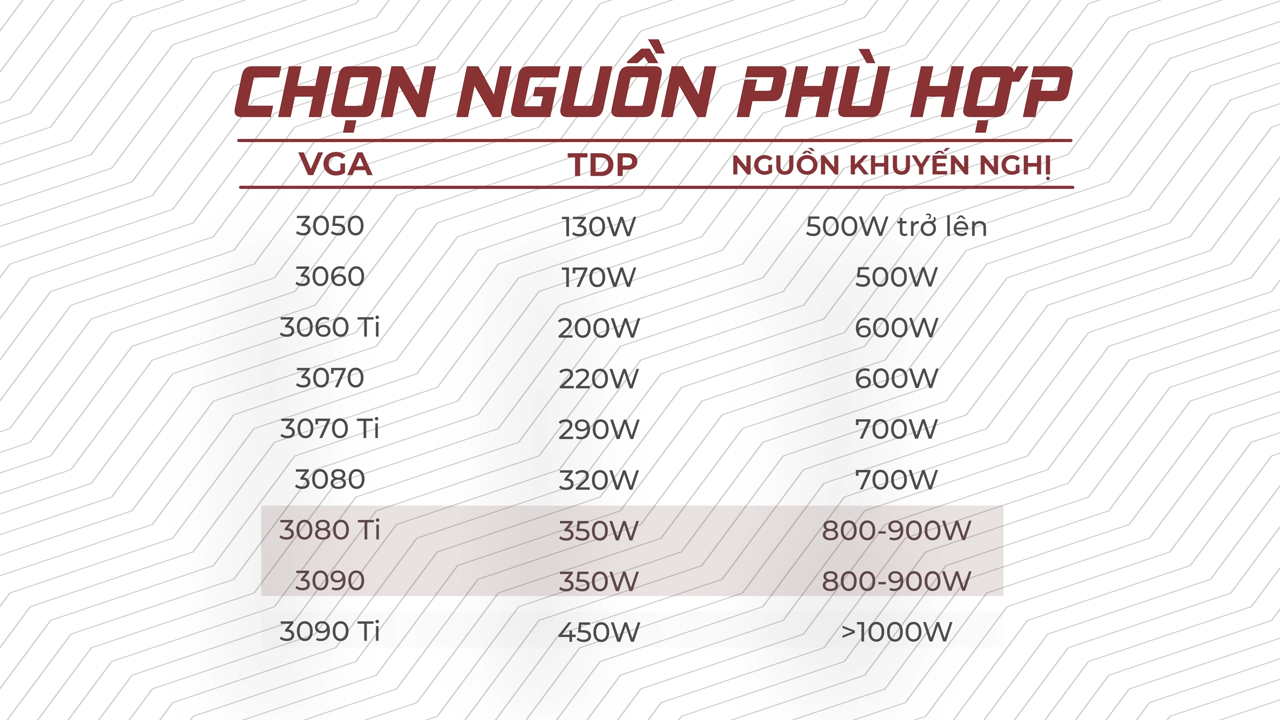 CHỌN NGUỒN PHÙ HỢP
VGA TDP NGUỒN KHUYẾN NGHỊ
3050 130W 500W trở lên
3060 170W 500W
3060 Ti 200W 600W
3070 220W 600W
3070 Ti 290W 700W
3080 320W 700W
3080 Ti 350W 800-900W
3090 350W 800-900W
3090 Ti 450W >1000W